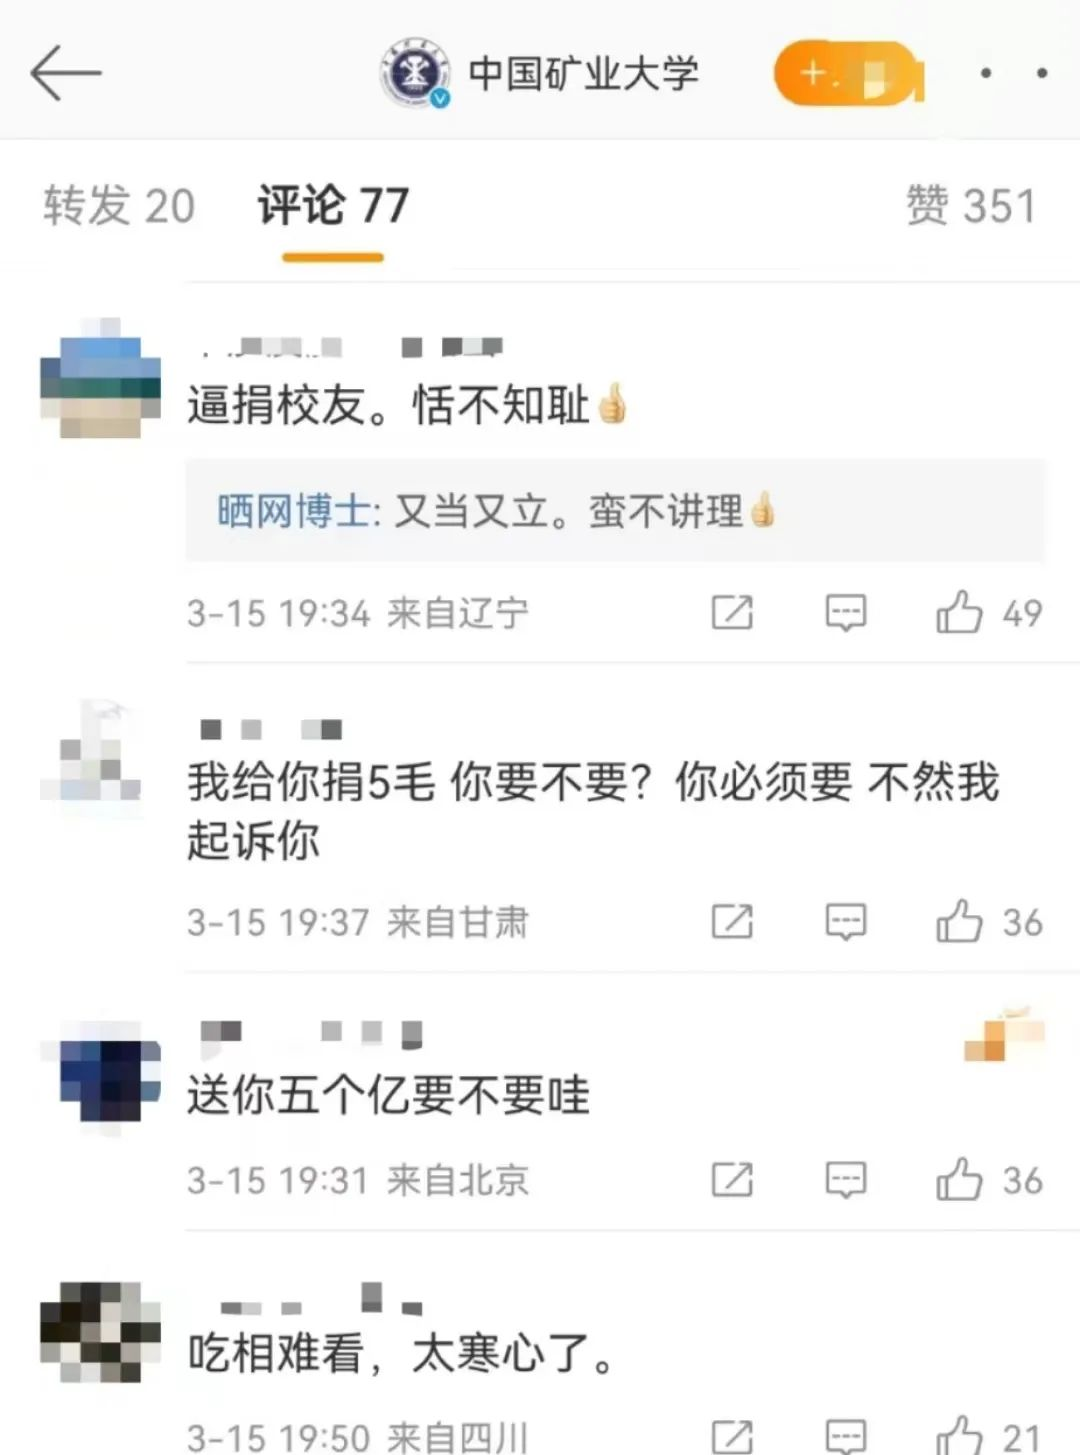 中国矿业大学
转发 20 评论 77 赞 351
逼捐校友。恬不知耻👍
晒网博士: 又当又立。蛮不讲理👍
3-15 19:34 来自辽宁 49
我给你捐5毛 你要不要？你必须要 不然我
起诉你
3-15 19:37 来自甘肃 36
送你五个亿要不要哇
3-15 19:31 来自北京 36
吃相难看，太寒心了。
3-15 19:50 来自四川 21